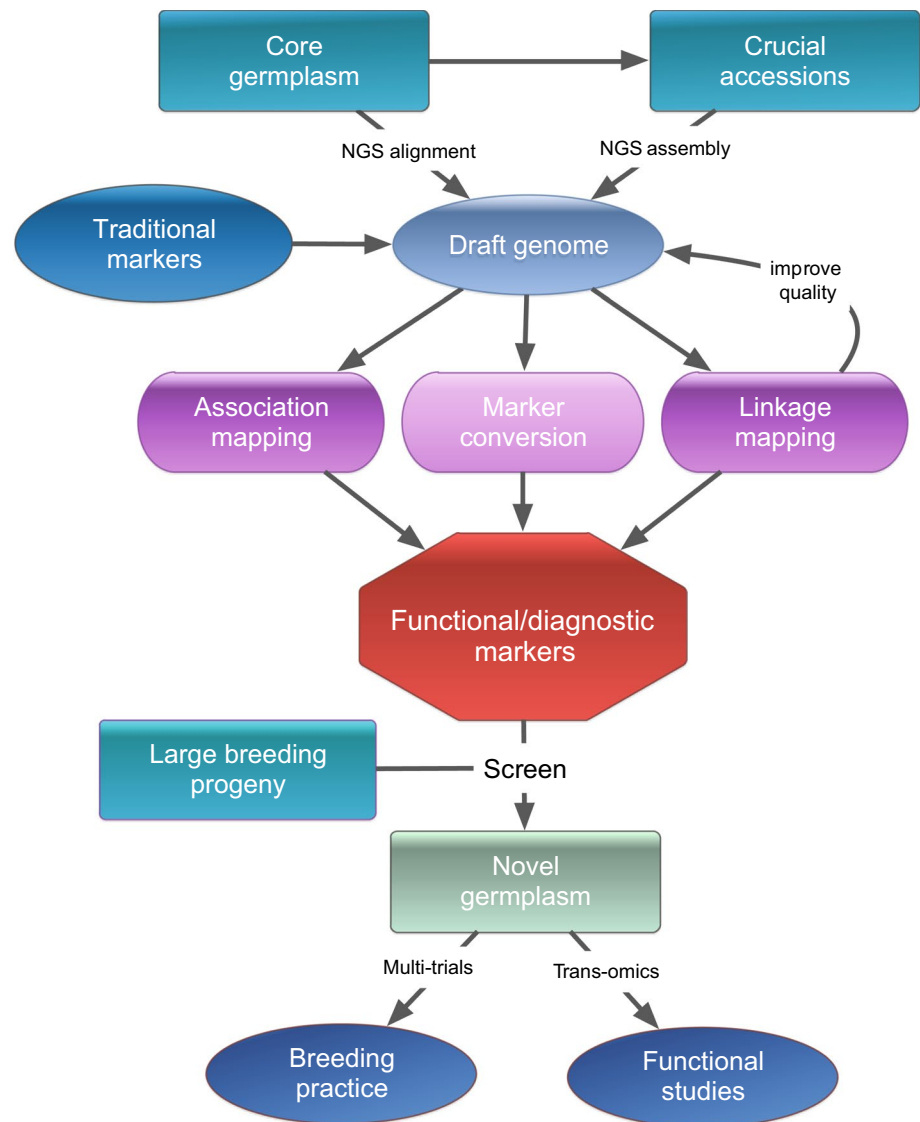 Core
germplasm
Crucial
accessions
NGS alignment
NGS assembly
Traditional
markers
Draft genome
improve
quality
Association
mapping
Marker
conversion
Linkage
mapping
Functional/diagnostic
markers
Large breeding
progeny
Screen
Novel
germplasm
Multi-trials
Trans-omics
Breeding
practice
Functional
studies